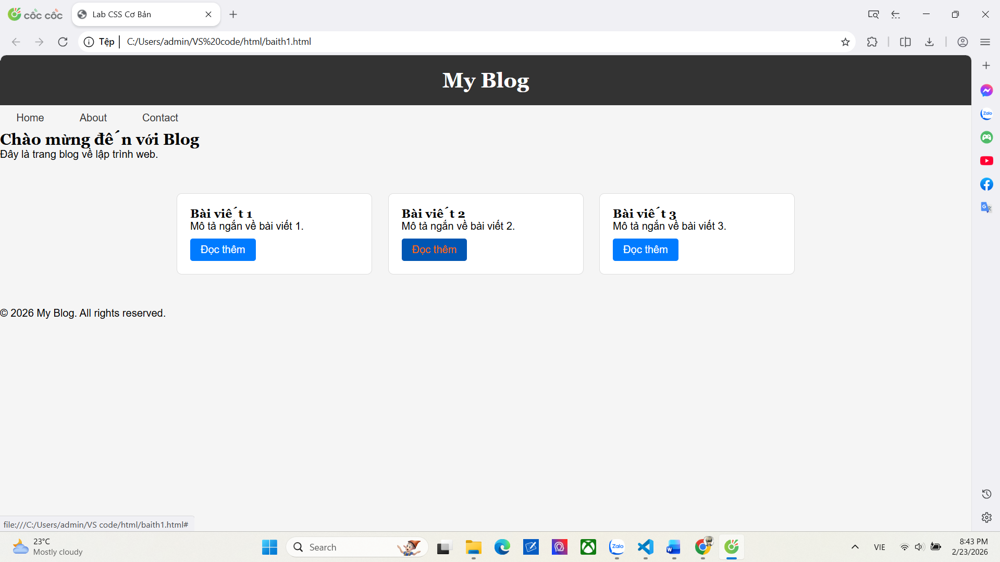 cốc cốc
Lab CSS Cơ Bản
Tệp
C:/Users/admin/VS%20code/html/baith1.html
My Blog
Home About Contact
Chào mừng đến với Blog
Đây là trang blog về lập trình web.
Bài viết 1
Mô tả ngắn về bài viết 1.
Đọc thêm
Bài viết 2
Mô tả ngắn về bài viết 2.
Đọc thêm
Bài viết 3
Mô tả ngắn về bài viết 3.
Đọc thêm
© 2026 My Blog. All rights reserved.
Zalo
file:///C:/Users/admin/VS code/html/baith1.html#
23°C
Mostly cloudy
Search
Zalo
VIE
8:43 PM
2/23/2026